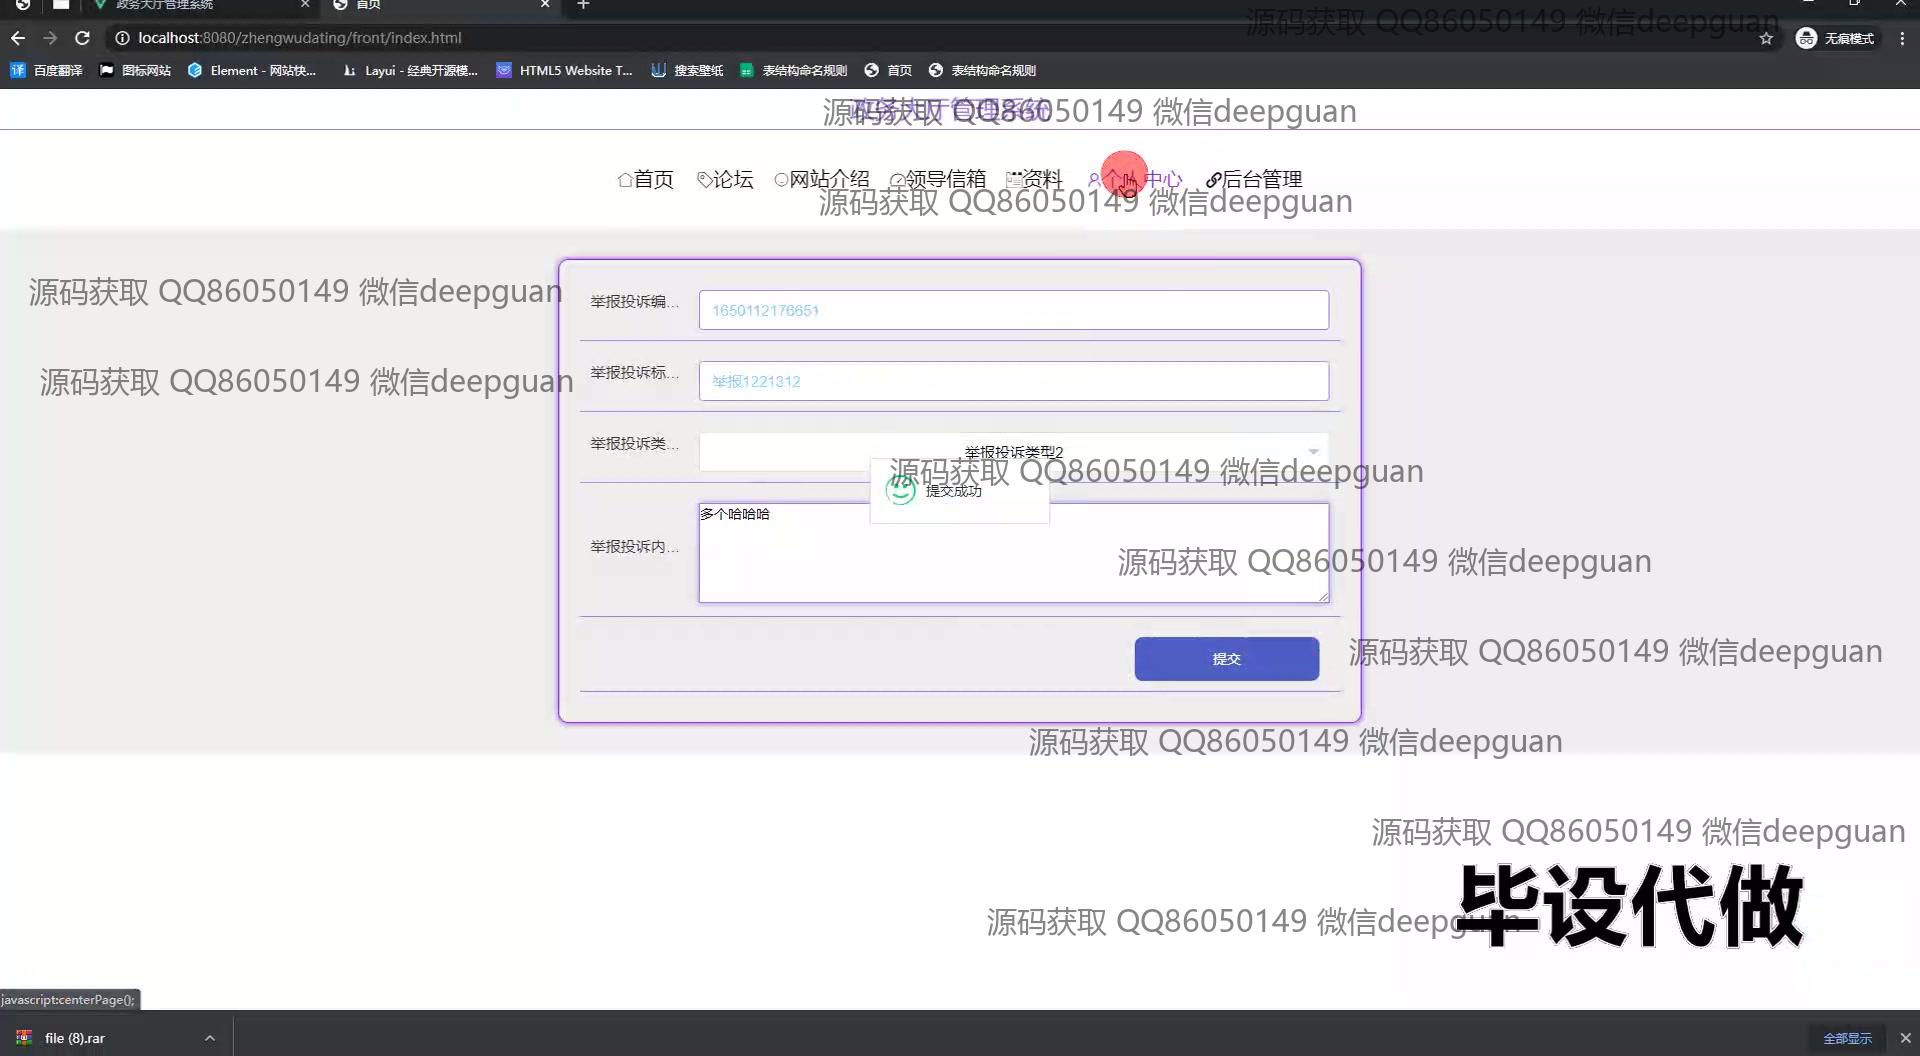 政务大厅管理系统
首页
源码获取 QQ86050149 微信deepguan
localhost:8080/zhengwudating/front/index.html
无痕模式
百度翻译 图标网站 Element - 网站快... Layui - 经典开源模... HTML5 Website T... 搜索壁纸 表结构命名规则 首页 表结构命名规则
政务大厅管理系统
源码获取 QQ86050149 微信deepguan
首页 论坛 网站介绍 领导信箱 资料 个人中心 后台管理
源码获取 QQ86050149 微信deepguan
源码获取 QQ86050149 微信deepguan
举报投诉编... 1650112176651
举报投诉标... 举报1221312
源码获取 QQ86050149 微信deepguan
举报投诉类... 举报投诉类型2
源码获取 QQ86050149 微信deepguan
提交成功
举报投诉内... 多个哈哈哈
源码获取 QQ86050149 微信deepguan
提交
源码获取 QQ86050149 微信deepguan
源码获取 QQ86050149 微信deepguan
源码获取 QQ86050149 微信deepguan
毕设代做
源码获取 QQ86050149 微信deepguan
javascript:centerPage();
file (8).rar
全部显示